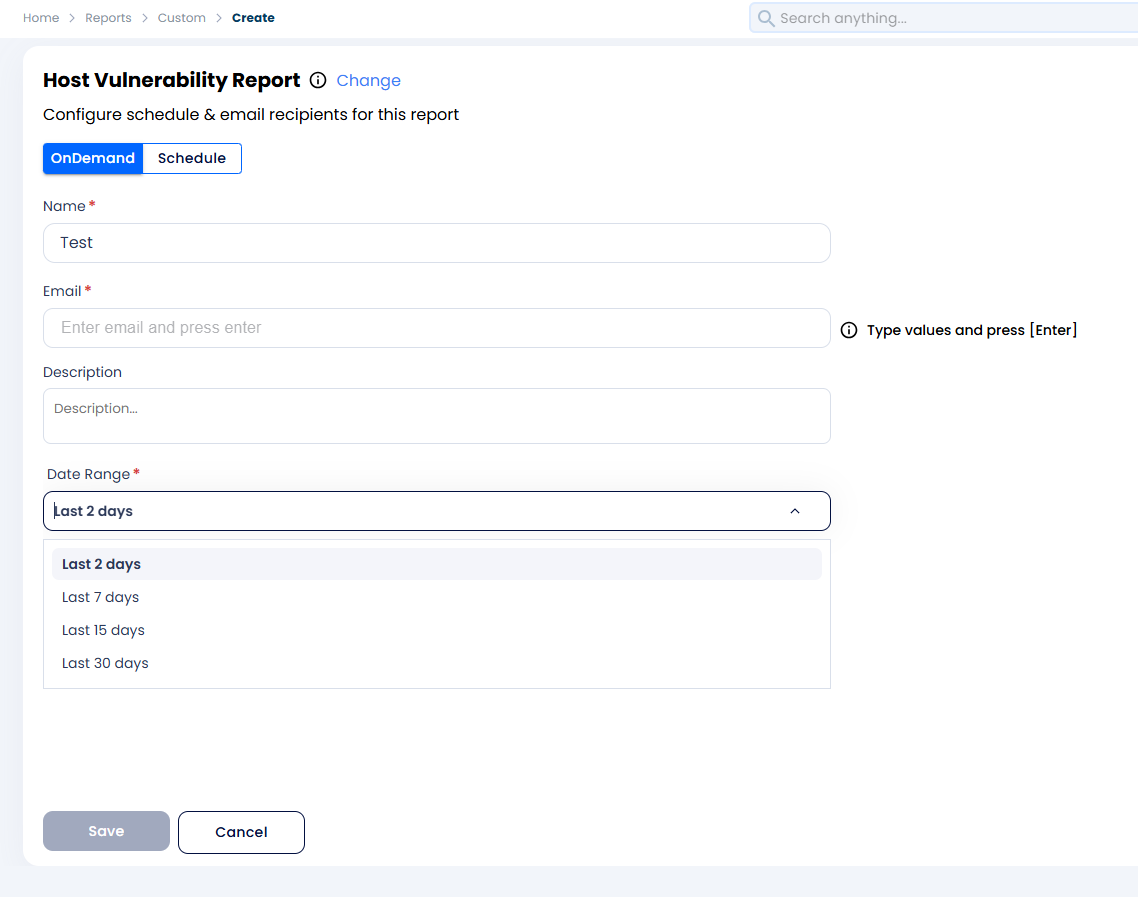 Home > Reports > Custom > Create
Search anything...
Host Vulnerability Report Change
Configure schedule & email recipients for this report
OnDemand Schedule
Name *
Test
Email *
Enter email and press enter
Type values and press [Enter]
Description
Description...
Date Range *
Last 2 days
Last 2 days
Last 7 days
Last 15 days
Last 30 days
Save Cancel